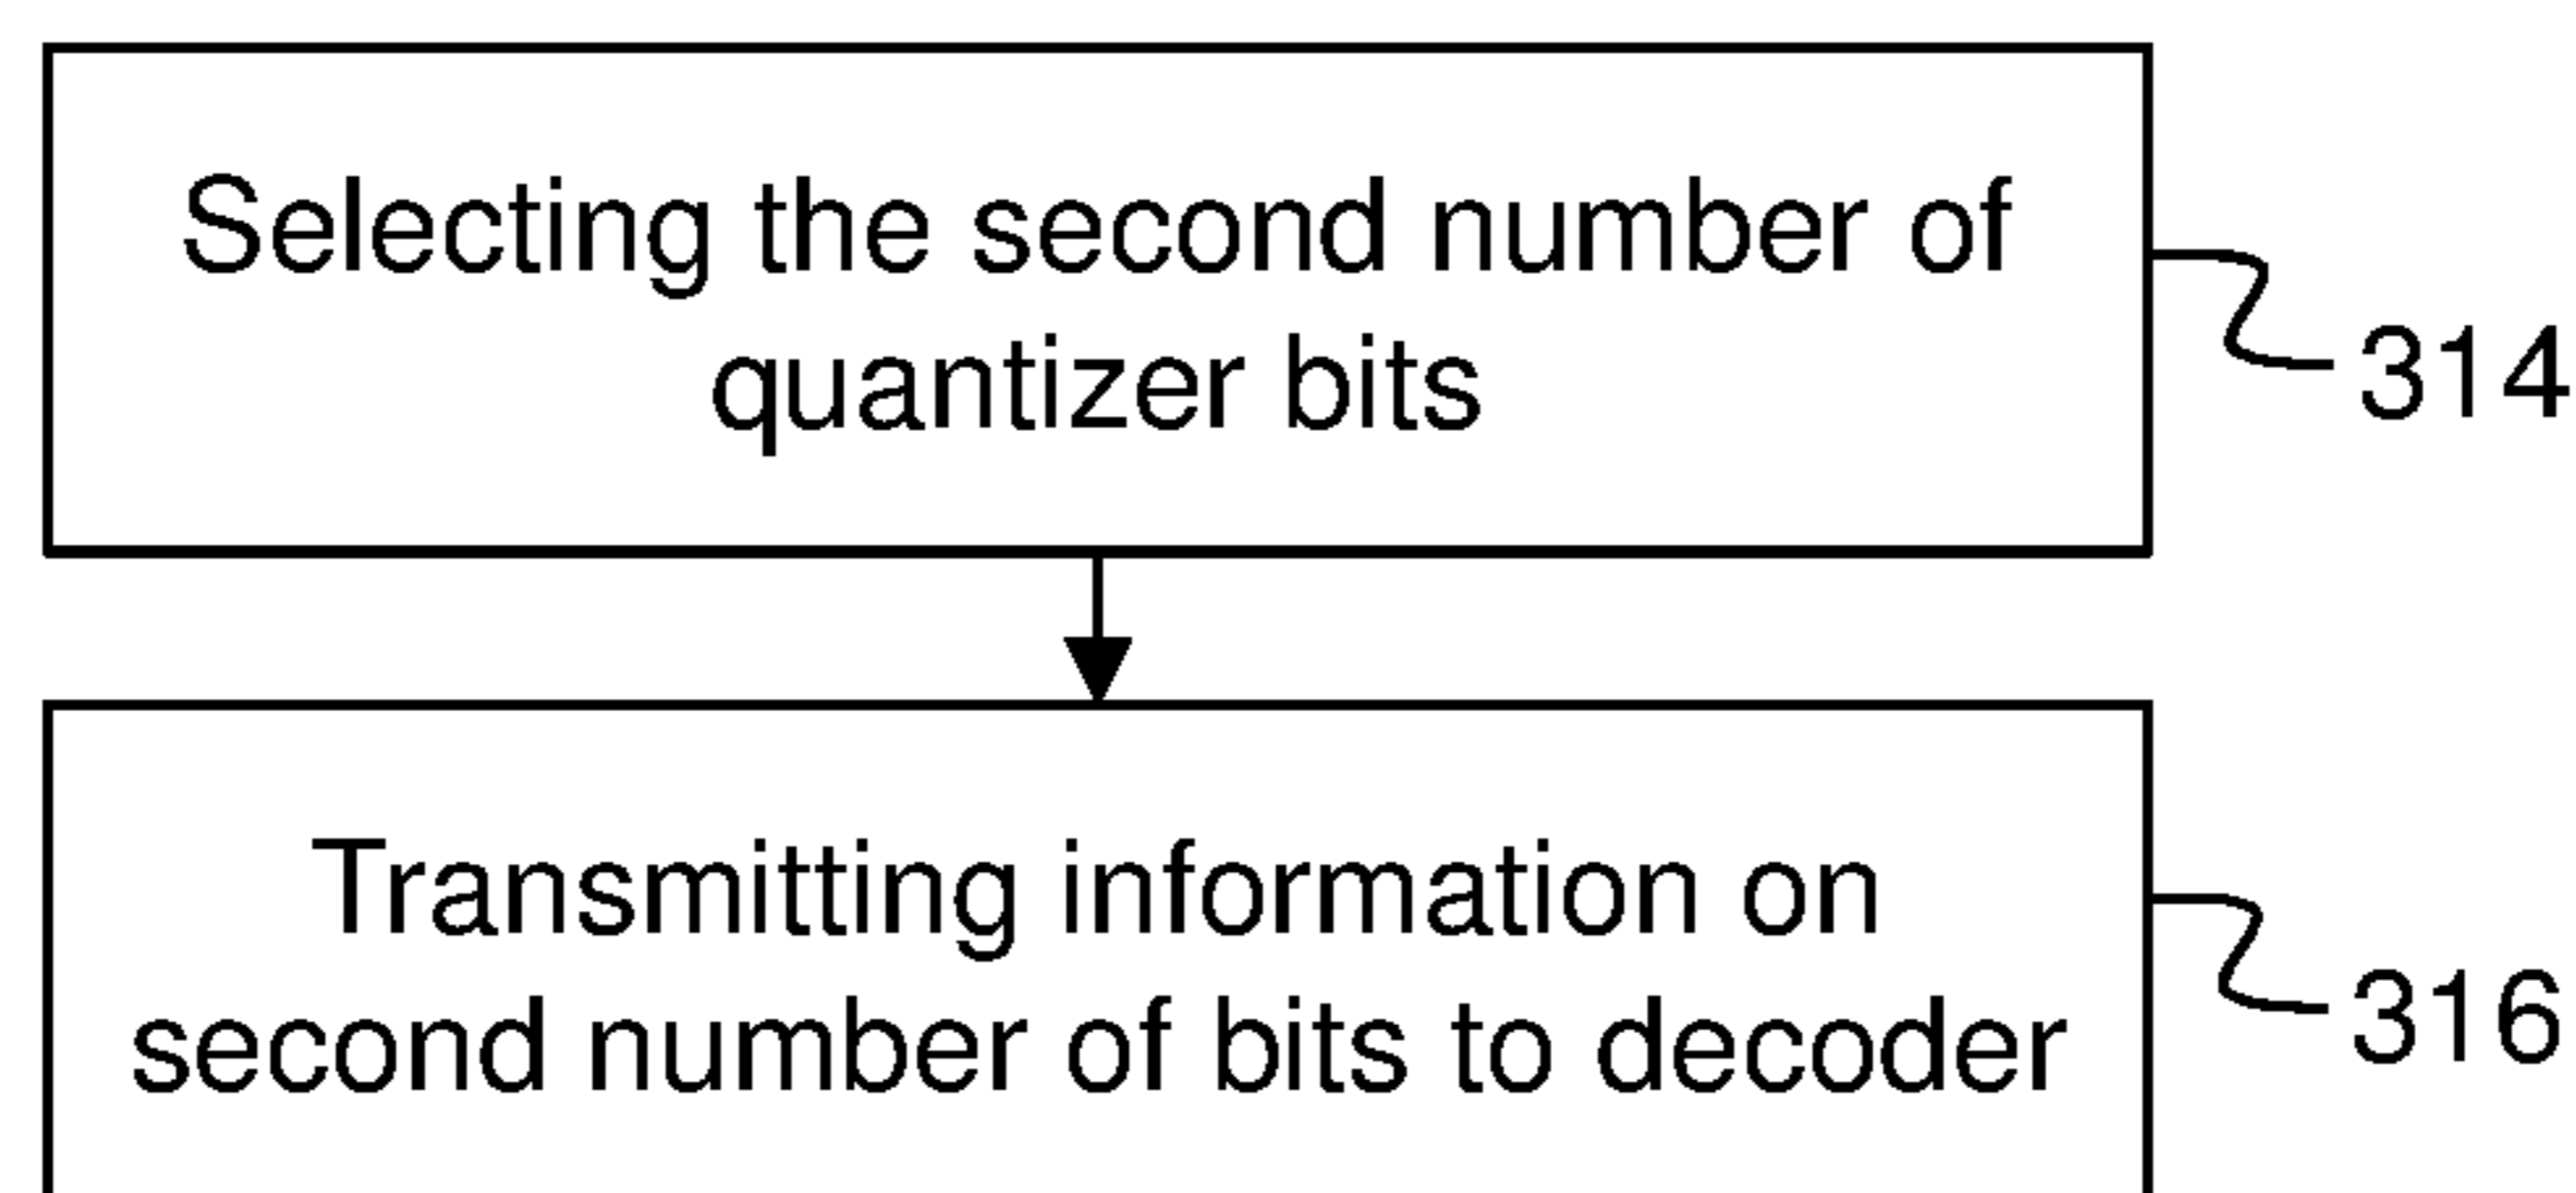 Selecting the second number of
quantizer bits
314
Transmitting information on
second number of bits to decoder
316